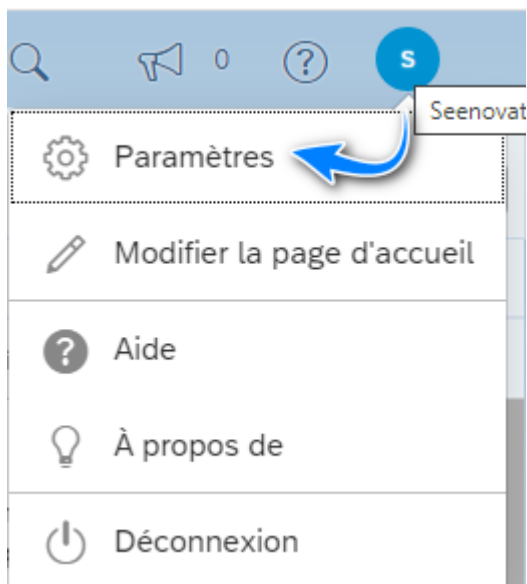 0 ? S
Seenovat
Paramètres
Modifier la page d'accueil
? Aide
À propos de
Déconnexion